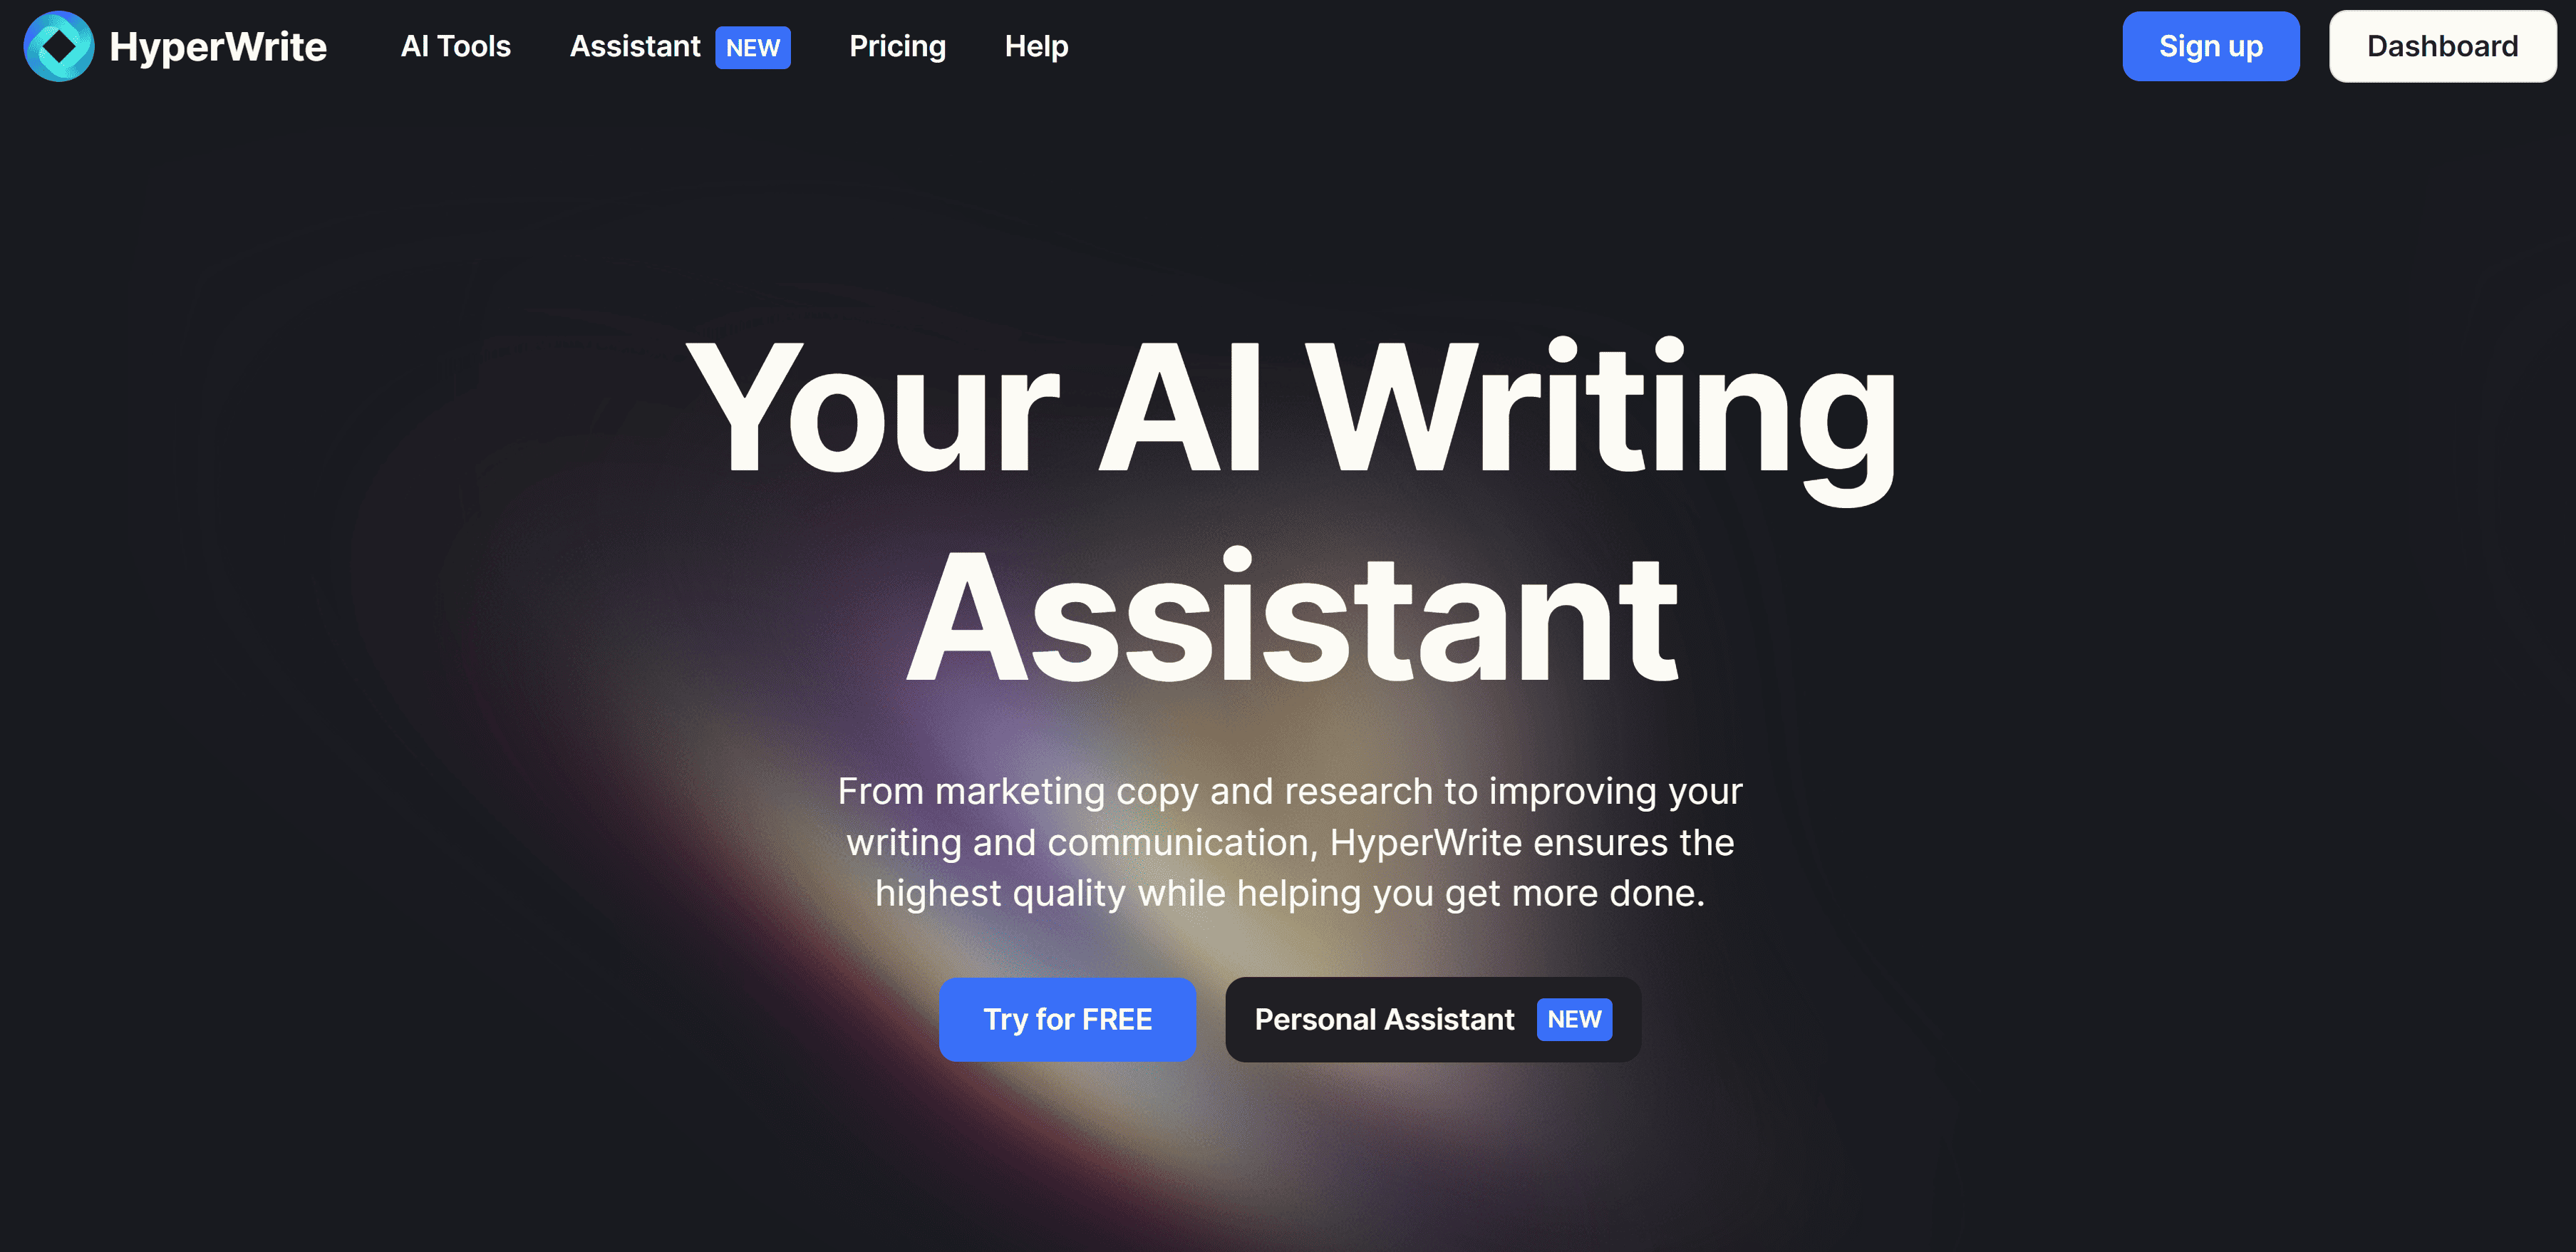 HyperWrite
AI Tools
Assistant NEW
Pricing
Help
Sign up
Dashboard
Your AI Writing
Assistant
From marketing copy and research to improving your
writing and communication, HyperWrite ensures the
highest quality while helping you get more done.
Try for FREE
Personal Assistant NEW